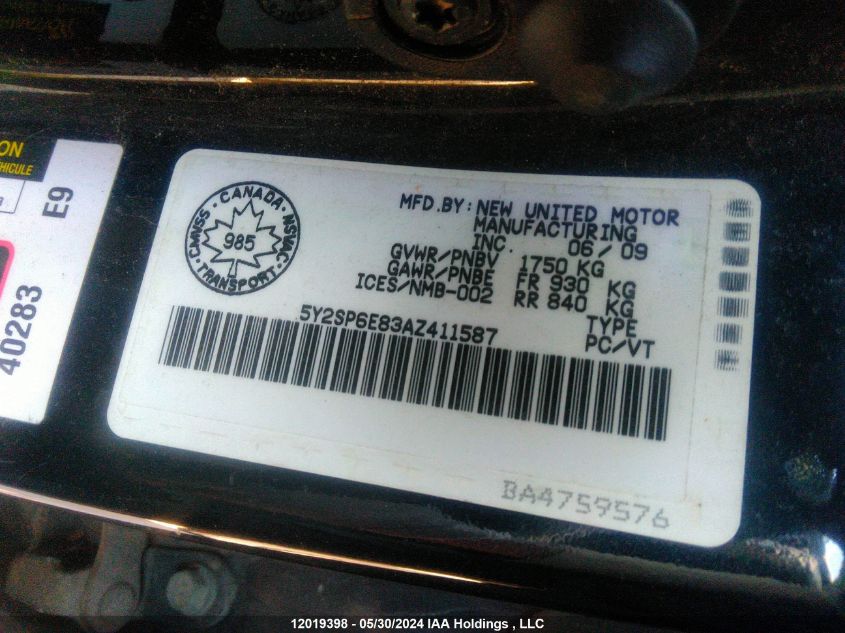 ON
VEHICULE
E9
40283
CMVSS · CANADA · NSVAC
985
TRANSPORT
MFD.BY: NEW UNITED MOTOR
MANUFACTURING
INC. 06/09
GVWR/PNBV 1750 KG
GAWR/PNBE FR 930 KG
ICES/NMB-002 RR 840 KG
5Y2SP6E83AZ411587
TYPE
PC/VT
BA4759576
12019398 - 05/30/2024 IAA Holdings , LLC